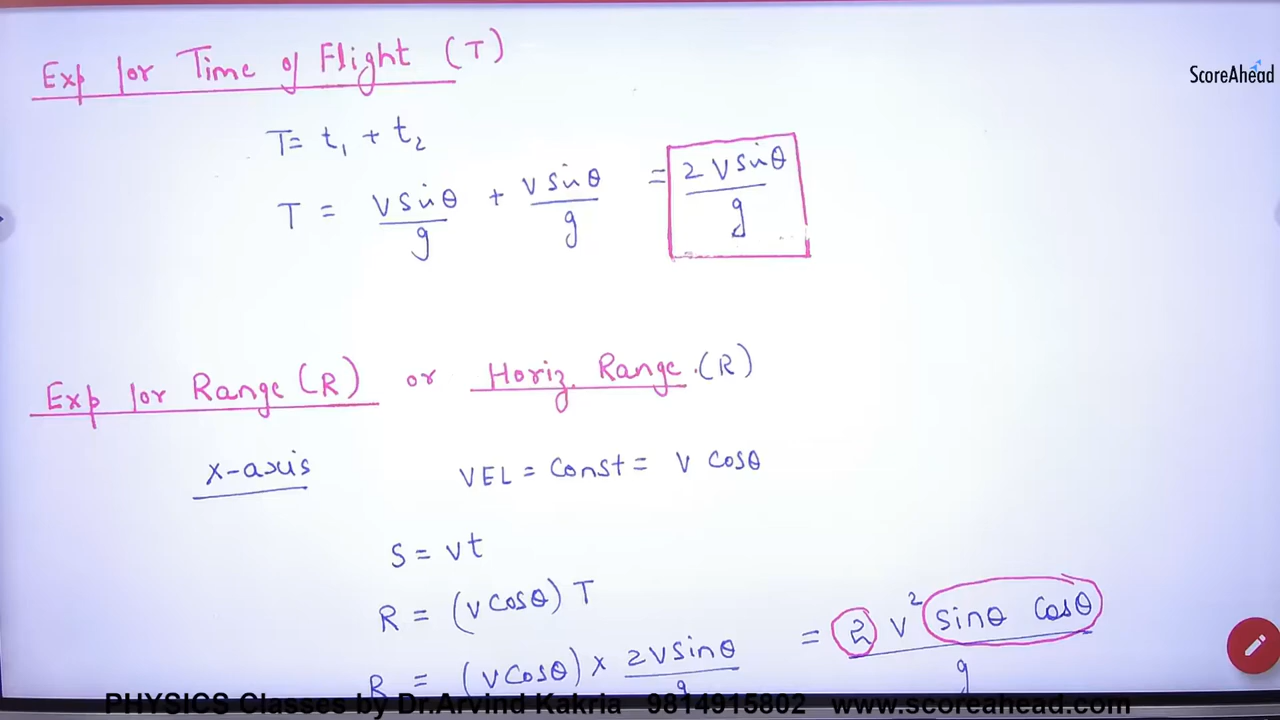 Exp for Time of Flight (T)
ScoreAhead
T = t₁ + t₂
T = v sinθ/g + v sinθ/g = 2 v sinθ/g
Exp for Range (R) or Horiz. Range.(R)
x-axis VEL = Const = v cosθ
S = vt
R = (v cosθ) T
R = (v cosθ) × 2v sinθ/g = 2 v² sinθ cosθ/g
PHYSICS Classes by Dr.Arvind Kakria 9814915802 www.scoreahead.com